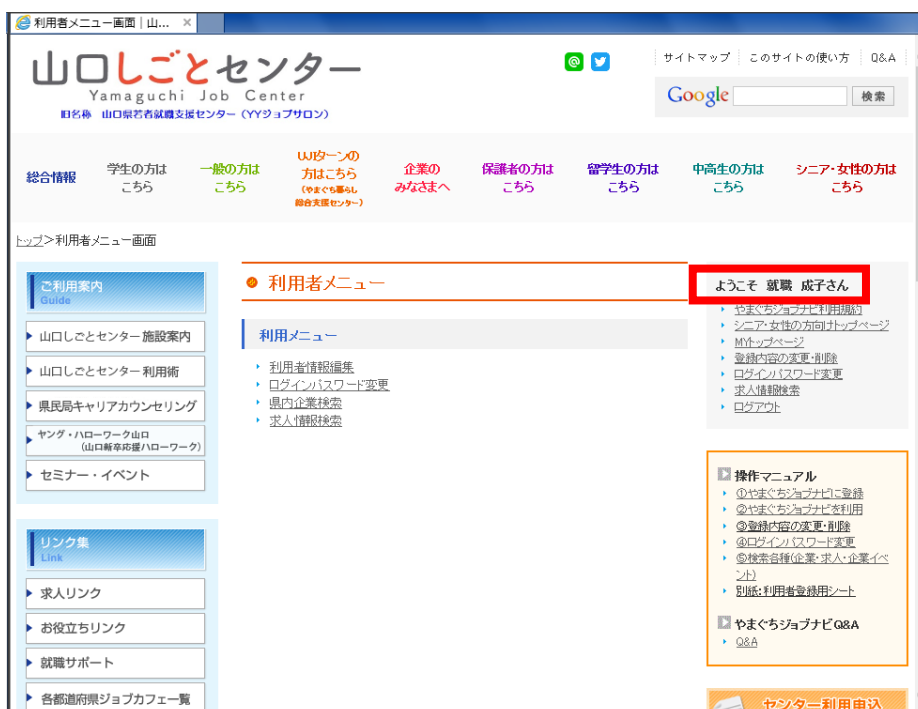 利用者メニュー画面｜山... ×
山口しごとセンター
Yamaguchi Job Center
旧名称 山口県若者就職支援センター（YYジョブサロン）
サイトマップ このサイトの使い方 Q&A
Google 検索
総合情報
学生の方は
こちら
一般の方は
こちら
UJIターンの
方はこちら
（やまぐち暮らし
総合支援センター）
企業の
みなさまへ
保護者の方は
こちら
留学生の方は
こちら
中高生の方は
こちら
シニア・女性の方は
こちら
トップ＞利用者メニュー画面
ご利用案内
Guide
山口しごとセンター 施設案内
山口しごとセンター 利用術
県民局キャリアカウンセリング
ヤング・ハローワーク山口
（山口新卒応援ハローワーク）
セミナー・イベント
リンク集
Link
求人リンク
お役立ちリンク
就職サポート
各都道府県ジョブカフェ一覧
利用者メニュー
利用メニュー
利用者情報編集
ログインパスワード変更
県内企業検索
求人情報検索
ようこそ 就職 成子さん
やまぐちジョブナビ利用規約
シニア・女性の方向けトップページ
MYトップページ
登録内容の変更・削除
ログインパスワード変更
求人情報検索
ログアウト
操作マニュアル
①やまぐちジョブナビに登録
②やまぐちジョブナビを利用
③登録内容の変更・削除
④ログインパスワード変更
⑤検索各種(企業・求人・企業イベ
ント)
別紙：利用者登録用シート
やまぐちジョブナビQ&A
Q&A
センター利用申込